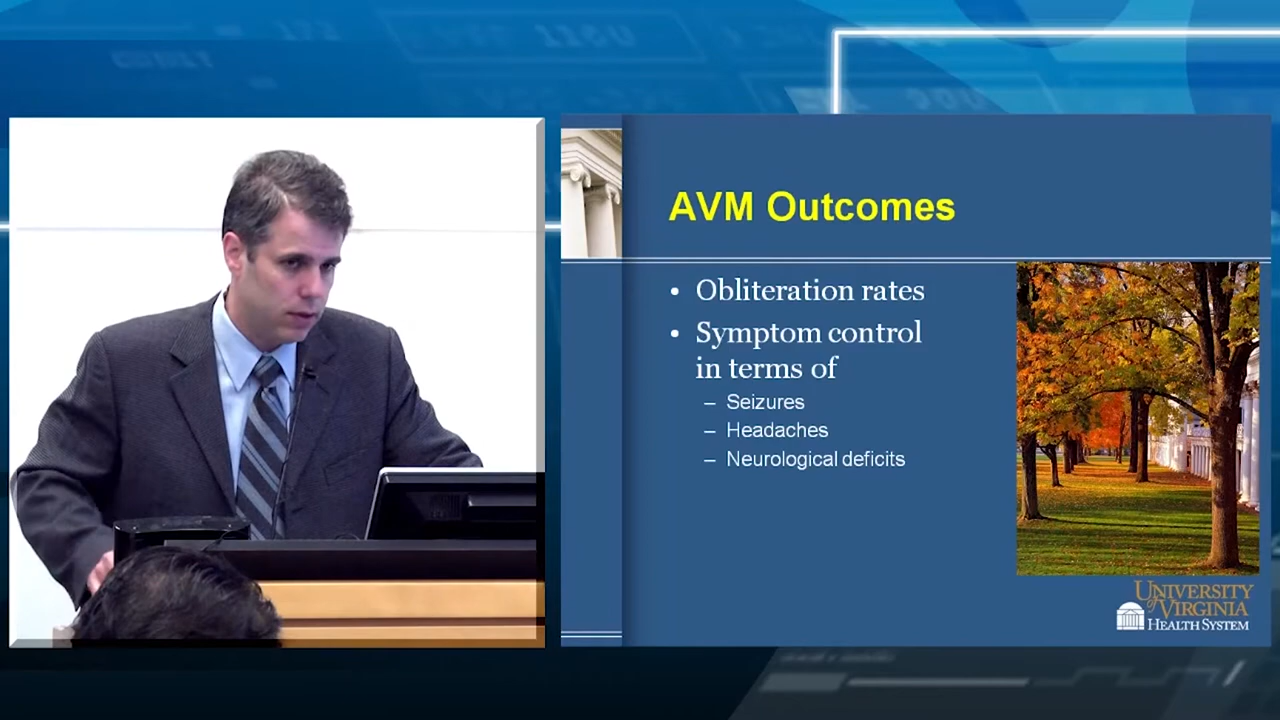 AVM Outcomes
• Obliteration rates
• Symptom control
in terms of
– Seizures
– Headaches
– Neurological deficits
UNIVERSITY
of VIRGINIA
HEALTH SYSTEM